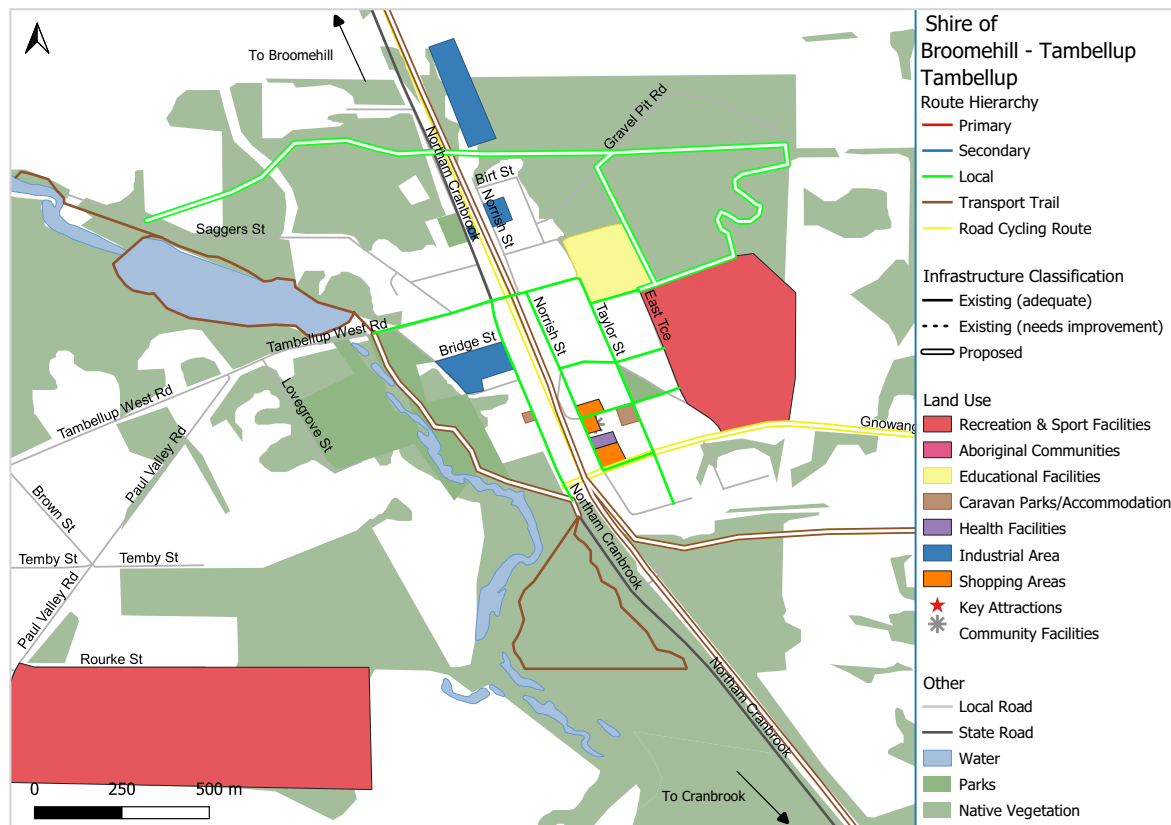 Shire of
Broomehill - Tambellup
Tambellup
Route Hierarchy
Primary
Secondary
Local
Transport Trail
Road Cycling Route
Infrastructure Classification
Existing (adequate)
Existing (needs improvement)
Proposed
Land Use
Recreation & Sport Facilities
Aboriginal Communities
Educational Facilities
Caravan Parks/Accommodation
Health Facilities
Industrial Area
Shopping Areas
Key Attractions
Community Facilities
Other
Local Road
State Road
Water
Parks
Native Vegetation
To Broomehill
Gravel Pit Rd
Northam Cranbrook
Birt St
Norrish St
Saggers St
East Tce
Taylor St
Norrish St
Tambellup West Rd
Bridge St
Lovegrove St
Tambellup West Rd
Gnowang
Paul Valley Rd
Brown St
Northam Cranbrook
Temby St
Temby St
Paul Valley Rd
Rourke St
Northam Cranbrook
To Cranbrook
0 250 500 m